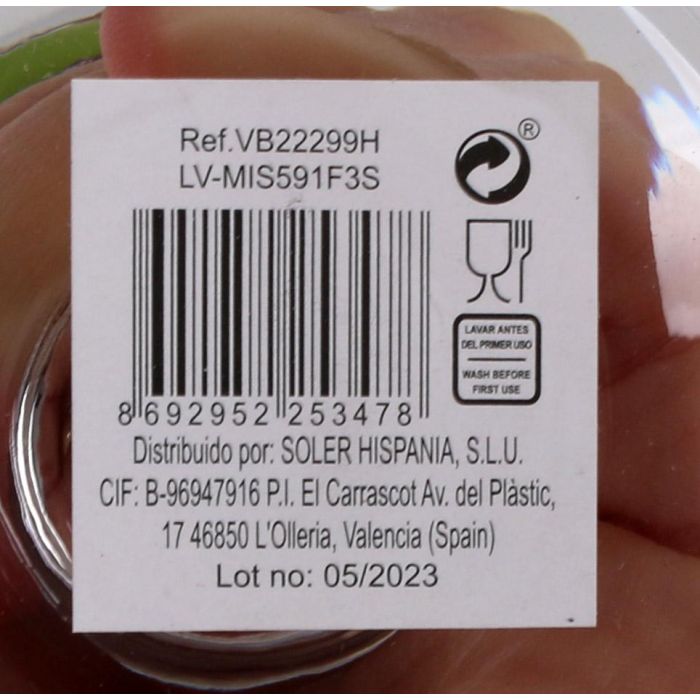 Ref.VB22299H
LV-MIS591F3S
®
LAVAR ANTES
DEL PRIMER USO
WASH BEFORE
FIRST USE
8 692952 253478
Distribuido por: SOLER HISPANIA, S.L.U.
CIF: B-96947916 P.I. El Carrascot Av. del Plàstic,
17 46850 L'Olleria, Valencia (Spain)
Lot no: 05/2023